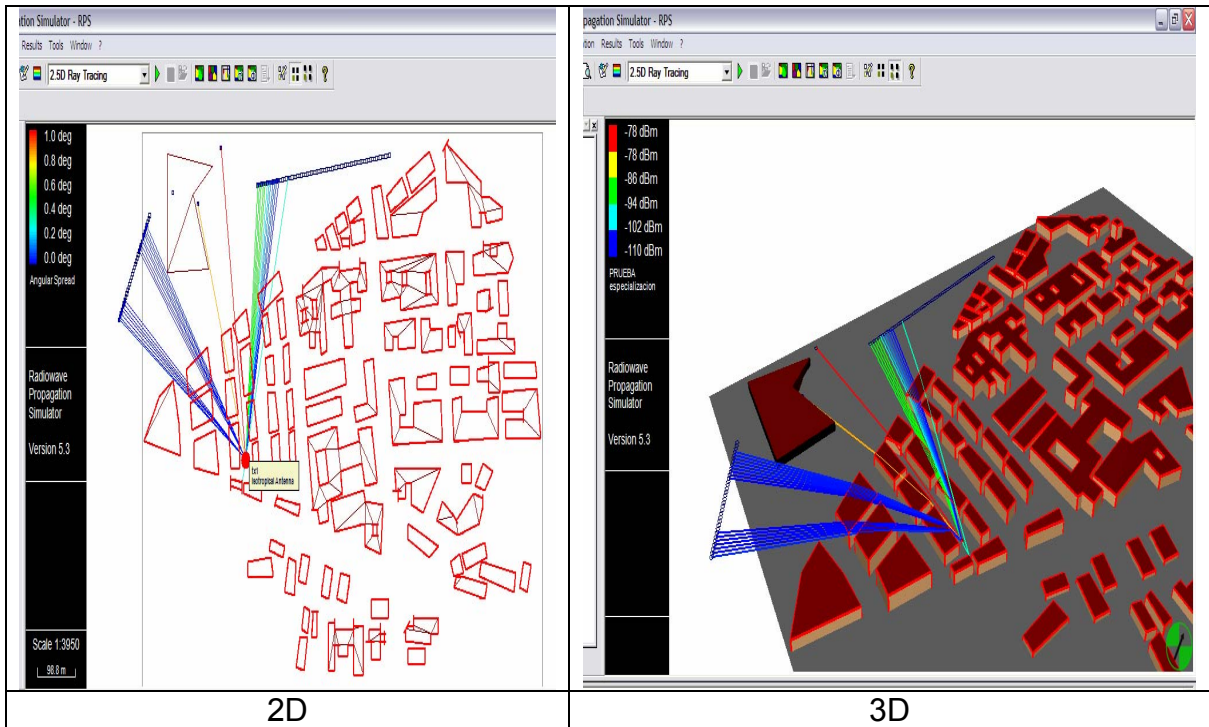 ation Simulator - RPS
Results Tools Window ?
2.5D Ray Tracing
1.0 deg
0.8 deg
0.6 deg
0.4 deg
0.2 deg
0.0 deg
Angular Spread
Radiowave
Propagation
Simulator
Version 5.3
Scale 1:3950
98.8 m
tx1
Isotropical Antenna
2D
opagation Simulator - RPS
ation Results Tools Window ?
2.5D Ray Tracing
-78 dBm
-78 dBm
-86 dBm
-94 dBm
-102 dBm
-110 dBm
PRUEBA
especializacion
Radiowave
Propagation
Simulator
Version 5.3
3D